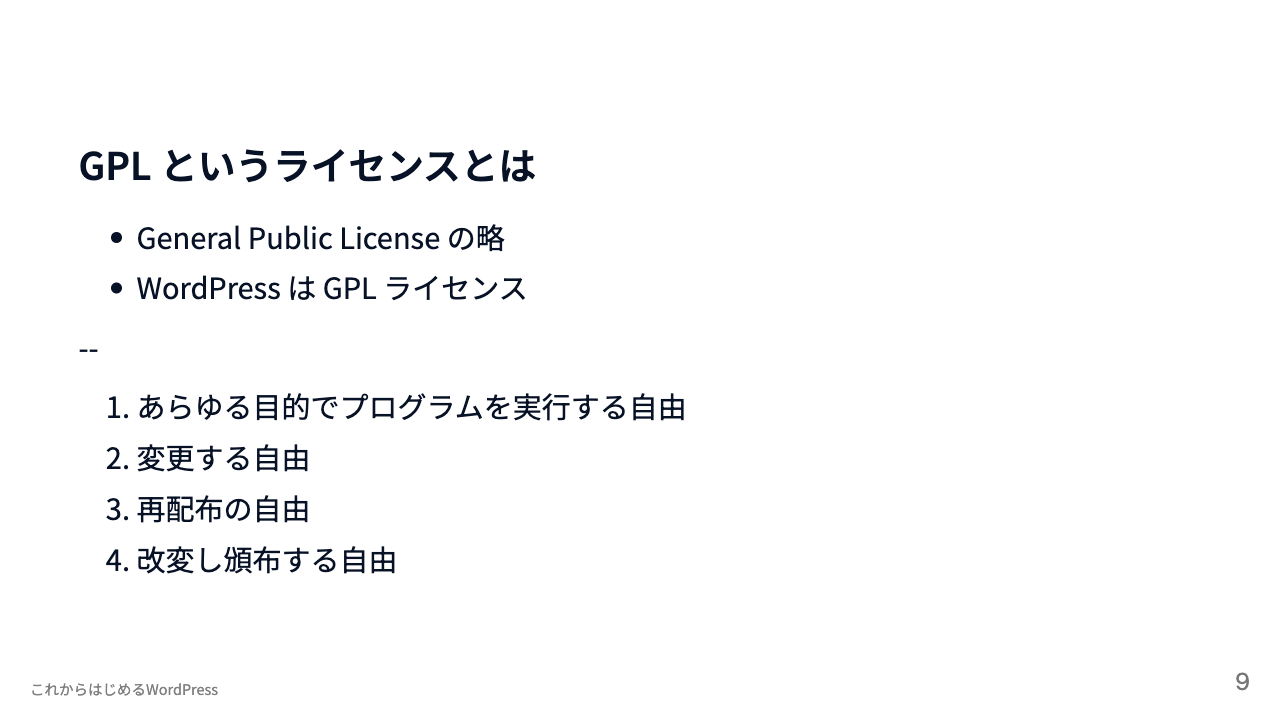 GPL というライセンスとは
• General Public License の略
• WordPress は GPL ライセンス
--
1. あらゆる目的でプログラムを実行する自由
2. 変更する自由
3. 再配布の自由
4. 改変し頒布する自由
これからはじめるWordPress
9